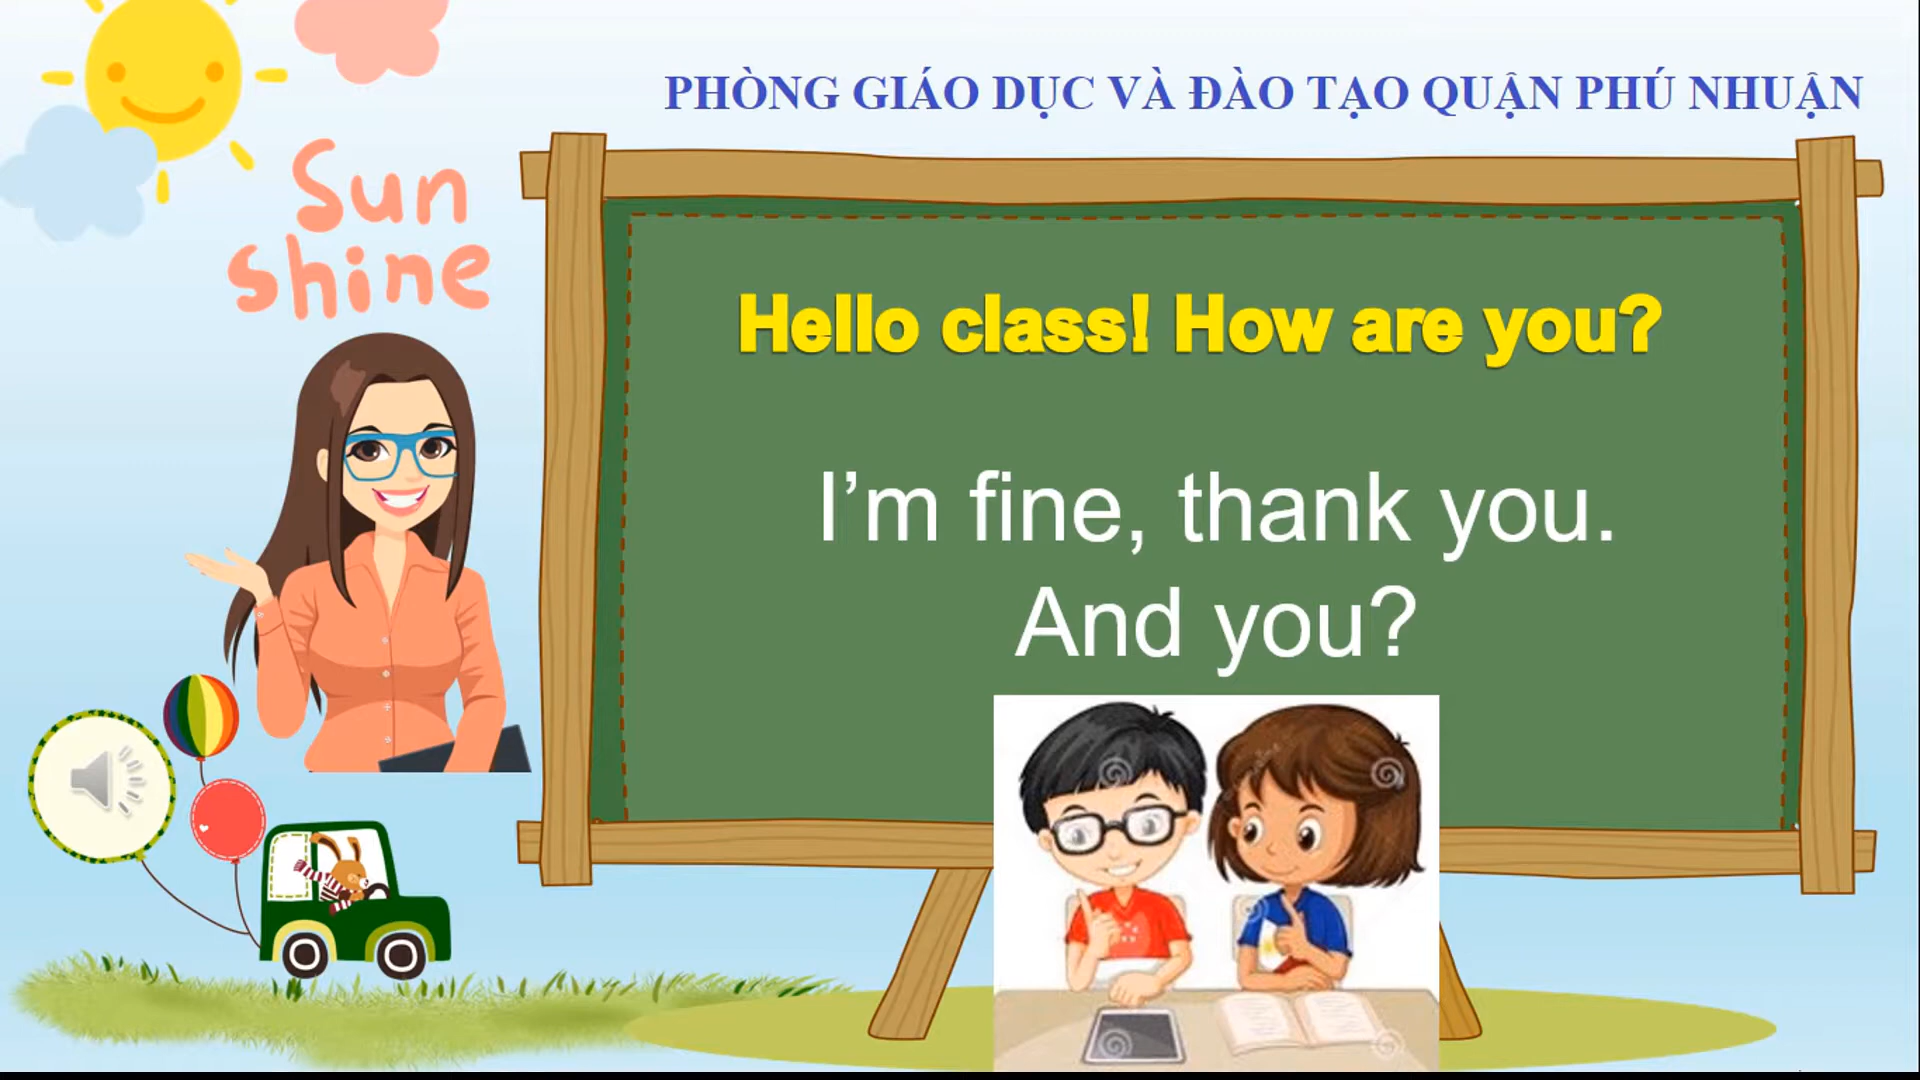 PHÒNG GIÁO DỤC VÀ ĐÀO TẠO QUẬN PHÚ NHUẬN
Sun
shine
Hello class! How are you?
I’m fine, thank you.
And you?